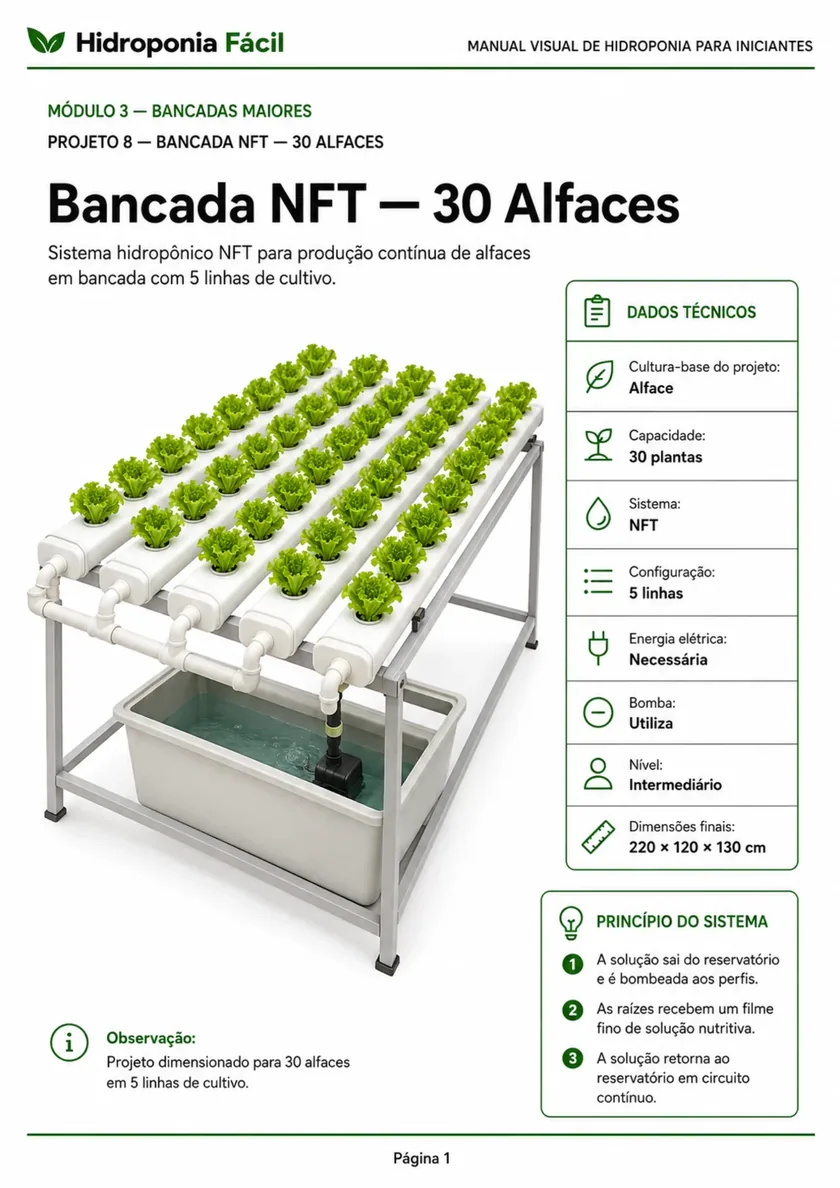 Hidroponia Fácil
MANUAL VISUAL DE HIDROPONIA PARA INICIANTES
MÓDULO 3 — BANCADAS MAIORES
PROJETO 8 — BANCADA NFT — 30 ALFACES
Bancada NFT — 30 Alfaces
Sistema hidropônico NFT para produção contínua de alfaces
em bancada com 5 linhas de cultivo.
DADOS TÉCNICOS
Cultura-base do projeto:
Alface
Capacidade:
30 plantas
Sistema:
NFT
Configuração:
5 linhas
Energia elétrica:
Necessária
Bomba:
Utiliza
Nível:
Intermediário
Dimensões finais:
220 × 120 × 130 cm
PRINCÍPIO DO SISTEMA
1 A solução sai do reservatório
e é bombeada aos perfis.
2 As raízes recebem um filme
fino de solução nutritiva.
3 A solução retorna ao
reservatório em circuito
contínuo.
Observação:
Projeto dimensionado para 30 alfaces
em 5 linhas de cultivo.
Página 1